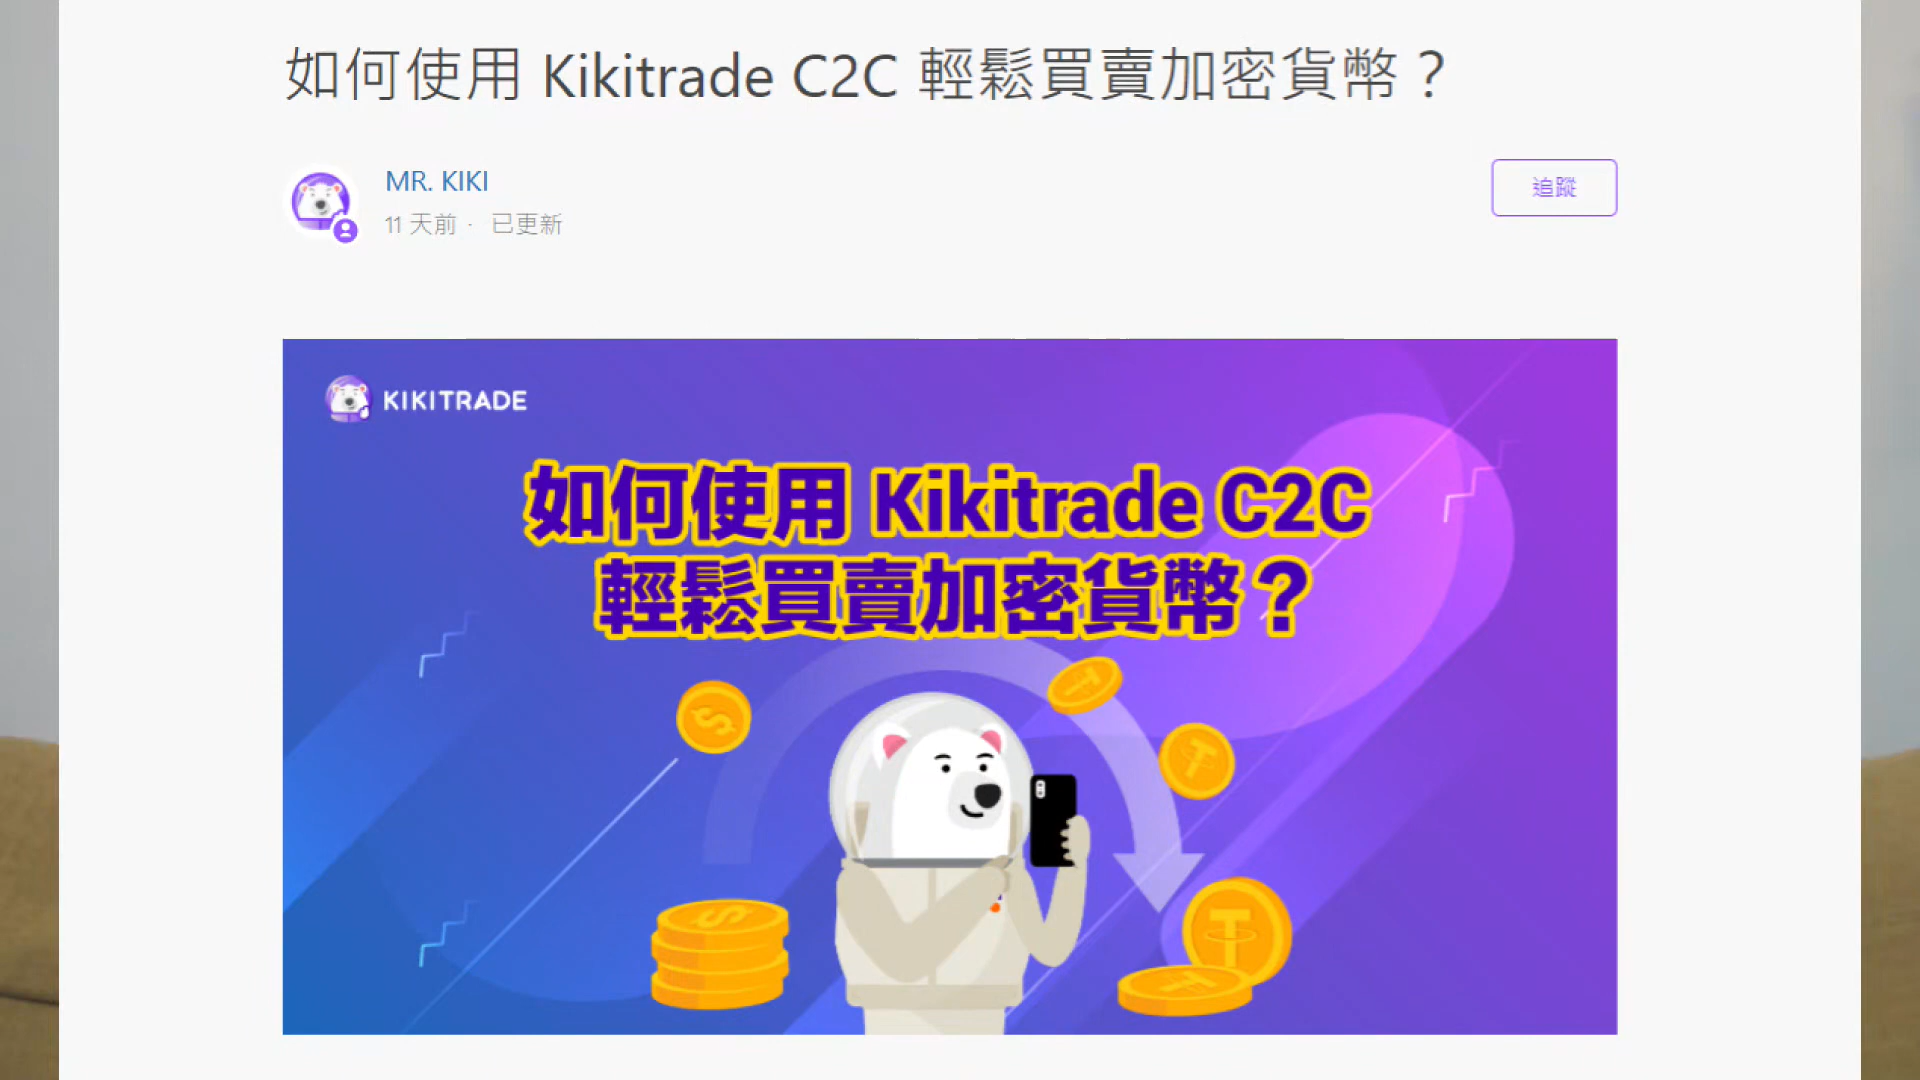 如何使用 Kikitrade C2C 輕鬆買賣加密貨幣？
MR. KIKI
11 天前 · 已更新
追蹤
KIKITRADE
如何使用 Kikitrade C2C
輕鬆買賣加密貨幣？